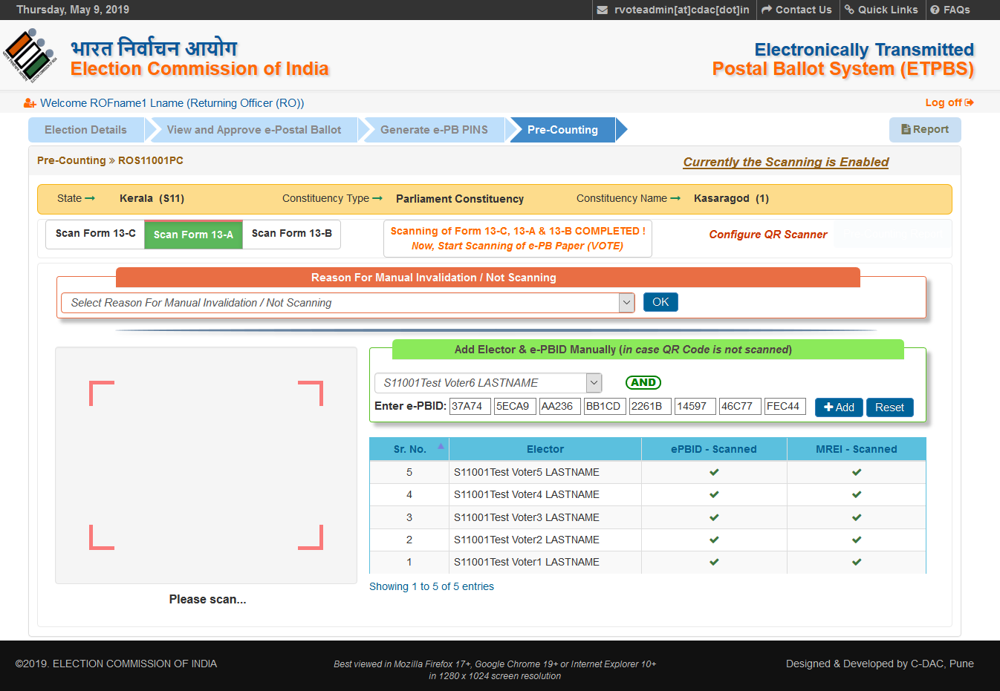 Thursday, May 9, 2019
rvoteadmin[at]cdac[dot]in
Contact Us
Quick Links
FAQs
भारत निर्वाचन आयोग
Election Commission of India
Electronically Transmitted
Postal Ballot System (ETPBS)
Welcome ROFname1 Lname (Returning Officer (RO))
Log off
Election Details
View and Approve e-Postal Ballot
Generate e-PB PINS
Pre-Counting
Report
Pre-Counting » ROS11001PC
Currently the Scanning is Enabled
State → Kerala (S11)
Constituency Type → Parliament Constituency
Constituency Name → Kasaragod (1)
Scan Form 13-C
Scan Form 13-A
Scan Form 13-B
Scanning of Form 13-C, 13-A & 13-B COMPLETED !
Now, Start Scanning of e-PB Paper (VOTE)
Configure QR Scanner
Reason For Manual Invalidation / Not Scanning
Select Reason For Manual Invalidation / Not Scanning
OK
Please scan...
Add Elector & e-PBID Manually (in case QR Code is not scanned)
S11001Test Voter6 LASTNAME
AND
Enter e-PBID: 37A74 5ECA9 AA236 BB1CD 2261B 14597 46C77 FEC44
Add
Reset
Sr. No. Elector ePBID - Scanned MREI - Scanned
5 S11001Test Voter5 LASTNAME ✔ ✔
4 S11001Test Voter4 LASTNAME ✔ ✔
3 S11001Test Voter3 LASTNAME ✔ ✔
2 S11001Test Voter2 LASTNAME ✔ ✔
1 S11001Test Voter1 LASTNAME ✔ ✔
Showing 1 to 5 of 5 entries
©2019. ELECTION COMMISSION OF INDIA
Best viewed in Mozilla Firefox 17+, Google Chrome 19+ or Internet Explorer 10+
in 1280 x 1024 screen resolution
Designed & Developed by C-DAC, Pune